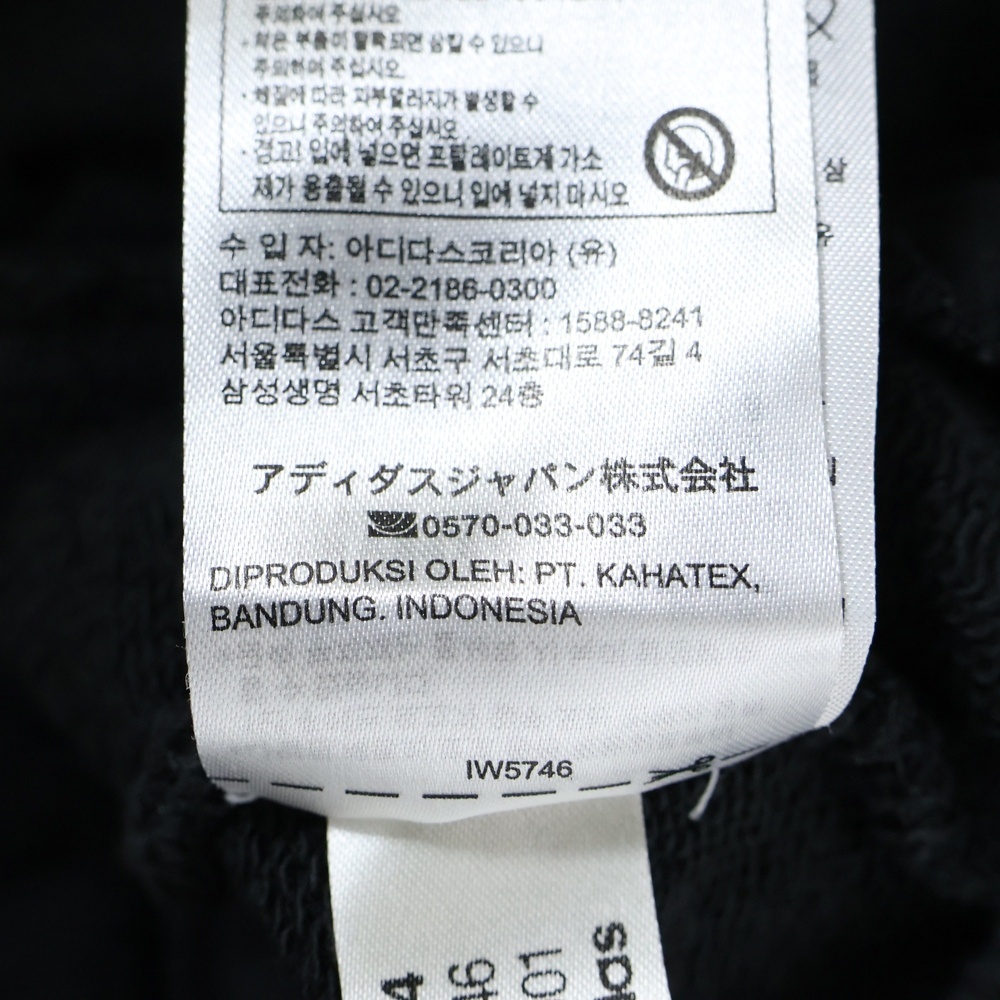 주의하여 주십시오
· 작은 부품이 탈락되면 삼킬 수 있으니
주의하여 주십시오.
· 체질에 따라 피부알러지가 발생할 수
있으니 주의하여 주십시오.
· 경고! 입에 넣으면 프탈레이트계 가소
제가 용출될 수 있으니 입에 넣지 마시오
수 입 자: 아디다스코리아 (유)
대표전화 : 02-2186-0300
아디다스 고객만족센터 : 1588-8241
서울특별시 서초구 서초대로 74길 4
삼성생명 서초타워 24층
アディダスジャパン株式会社
0570-033-033
DIPRODUKSI OLEH: PT. KAHATEX,
BANDUNG. INDONESIA
IW5746
삼
유
01